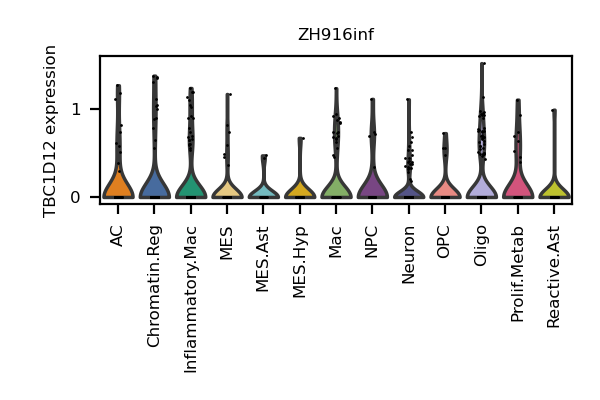 ZH916inf
TBC1D12 expression
1
0
AC
Chromatin.Reg
Inflammatory.Mac
MES
MES.Ast
MES.Hyp
Mac
NPC
Neuron
OPC
Oligo
Prolif.Metab
Reactive.Ast